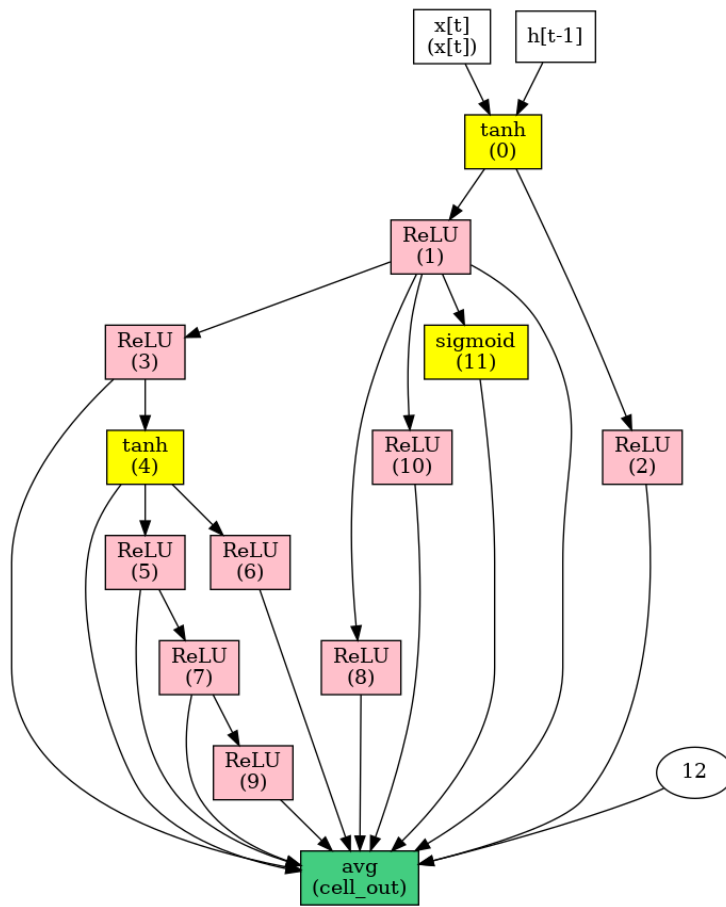 x[t]
(x[t])
h[t-1]
tanh
(0)
ReLU
(1)
ReLU
(3)
sigmoid
(11)
tanh
(4)
ReLU
(10)
ReLU
(2)
ReLU
(5)
ReLU
(6)
ReLU
(7)
ReLU
(8)
ReLU
(9)
12
avg
(cell_out)